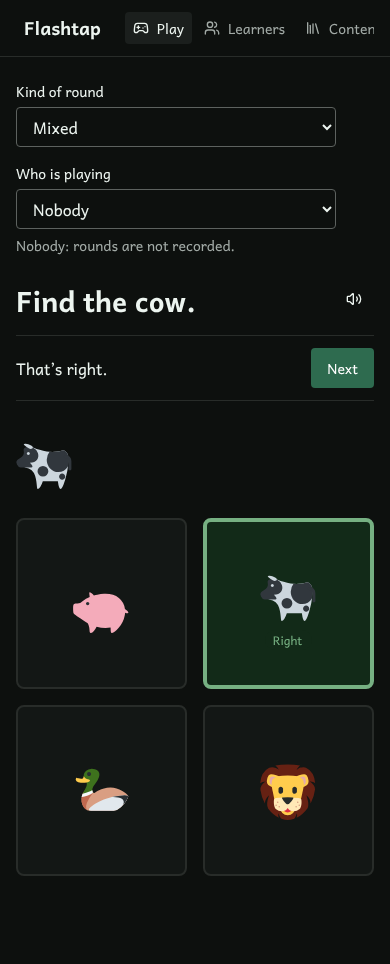 Flashtap
Play
Learners
Conten
Kind of round
Mixed
Who is playing
Nobody
Nobody: rounds are not recorded.
Find the cow.
That's right.
Next
Right